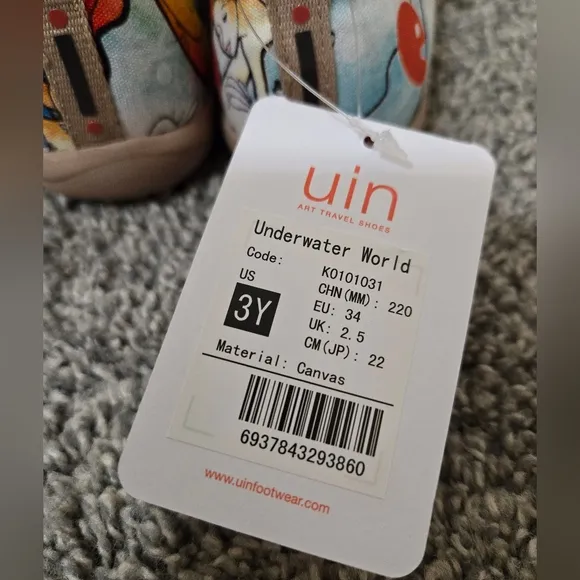 uin
ART TRAVEL SHOES
Underwater World
Code: K0101031
US
3Y
CHN(MM): 220
EU: 34
UK: 2.5
CM(JP): 22
Material: Canvas
6937843293860
www.uinfootwear.com